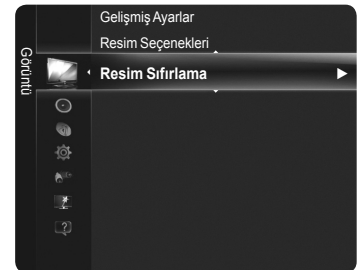 Görüntü
Gelişmiş Ayarlar
Resim Seçenekleri
Resim Sıfırlama